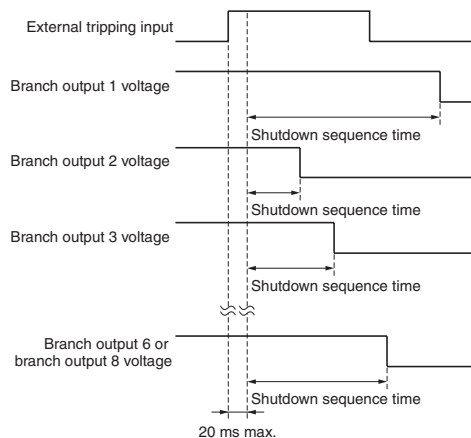 External tripping input
Branch output 1 voltage
Shutdown sequence time
Branch output 2 voltage
Shutdown sequence time
Branch output 3 voltage
Shutdown sequence time
Branch output 6 or
branch output 8 voltage
Shutdown sequence time
20 ms max.